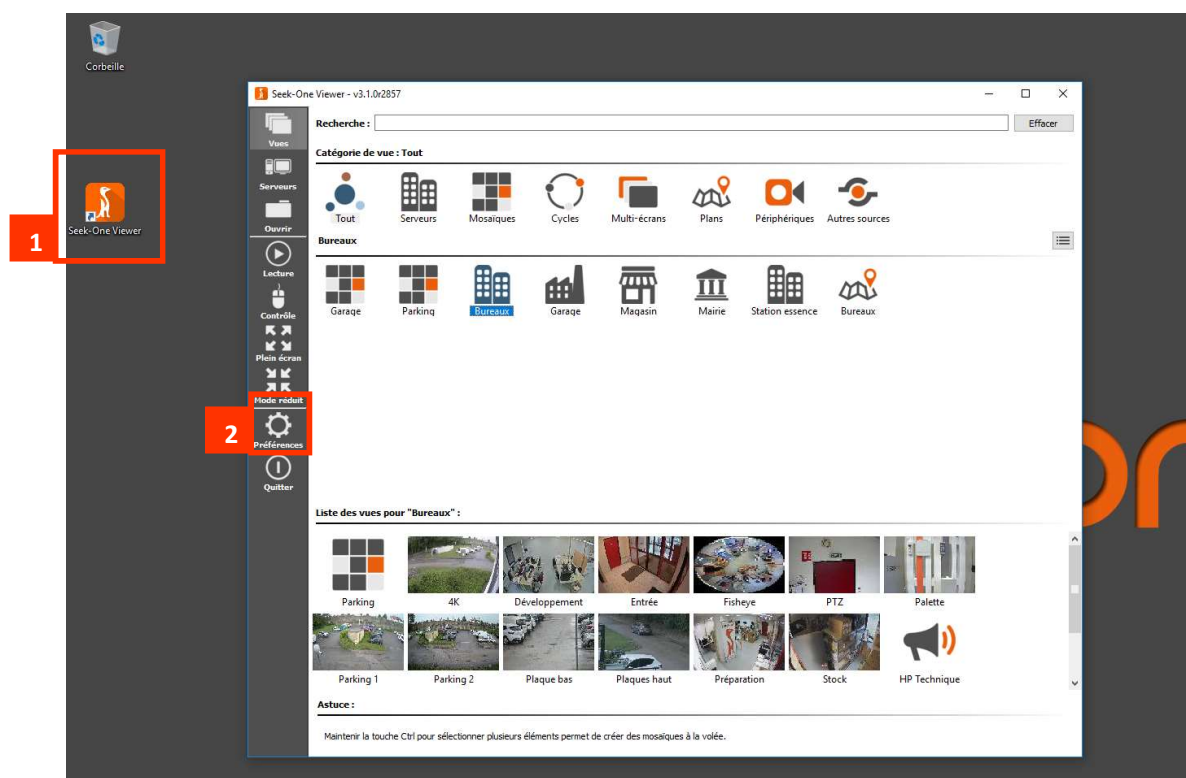 Corbeille
Seek-One Viewer - v3.1.0r2857
Vues
Recherche :
Effacer
Catégorie de vue : Tout
Serveurs
Tout
Serveurs
Mosaïques
Cycles
Multi-écrans
Plans
Périphériques
Autres sources
Ouvrir
1
Seek-One Viewer
Bureaux
Lecture
Garage
Parking
Bureaux
Garage
Magasin
Mairie
Station essence
Bureaux
Contrôle
Plein écran
Mode réduit
2
Préférences
Quitter
or
Liste des vues pour "Bureaux" :
Parking
4K
Développement
Entrée
Fisheye
PTZ
Palette
Parking 1
Parking 2
Plaque bas
Plaques haut
Préparation
Stock
HP Technique
Astuce :
Maintenir la touche Ctrl pour sélectionner plusieurs éléments permet de créer des mosaïques à la volée.